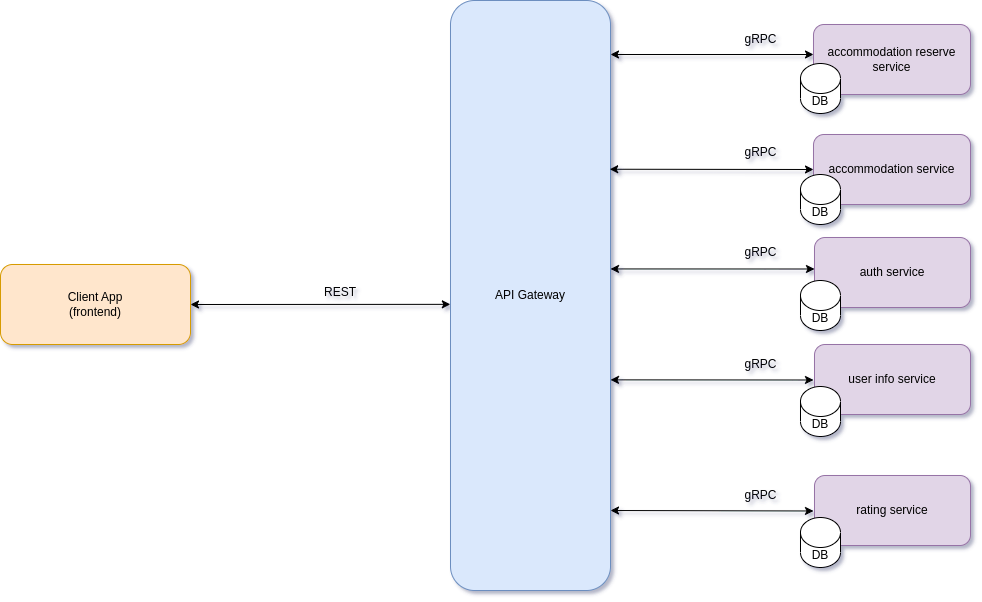 gRPC
accommodation reserve
service
DB
gRPC
accommodation service
DB
gRPC
auth service
DB
Client App
(frontend)
REST
API Gateway
gRPC
user info service
DB
gRPC
rating service
DB